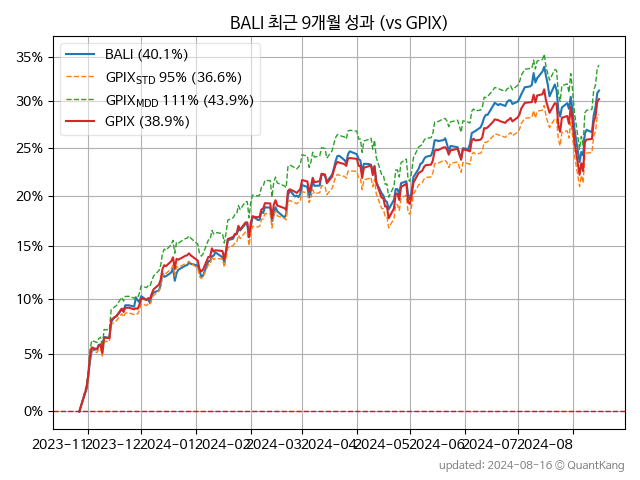 BALI 최근 9개월 성과 (vs GPIX)
BALI (40.1%)
GPIXSTD 95% (36.6%)
GPIXMDD 111% (43.9%)
GPIX (38.9%)
35%
30%
25%
20%
15%
10%
5%
0%
2023-11 2023-12 2024-01 2024-02 2024-03 2024-04 2024-05 2024-06 2024-07 2024-08
updated: 2024-08-16 © QuantKang